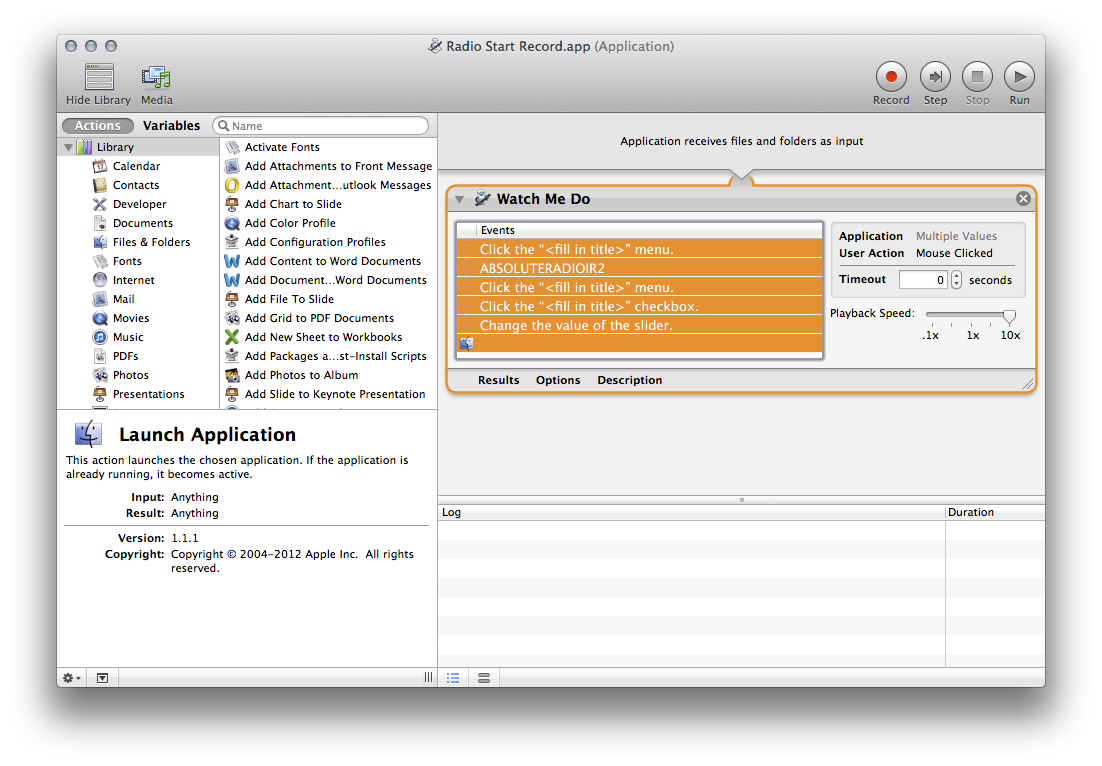 Radio Start Record.app (Application)
Hide Library
Media
Record
Step
Stop
Run
Actions
Variables
Name
Library
Calendar
Contacts
Developer
Documents
Files & Folders
Fonts
Internet
Mail
Movies
Music
PDFs
Photos
Presentations
Activate Fonts
Add Attachments to Front Message
Add Attachment...utlook Messages
Add Chart to Slide
Add Color Profile
Add Configuration Profiles
Add Content to Word Documents
Add Document...Word Documents
Add File To Slide
Add Grid to PDF Documents
Add New Sheet to Workbooks
Add Packages a...st-Install Scripts
Add Photos to Album
Add Slide to Keynote Presentation
Launch Application
This action launches the chosen application. If the application is
already running, it becomes active.
Input: Anything
Result: Anything
Version: 1.1.1
Copyright: Copyright © 2004-2012 Apple Inc. All rights
reserved.
Application receives files and folders as input
Watch Me Do
Events
Click the “<fill in title>” menu.
ABSOLUTERADIOIR2
Click the “<fill in title>” menu.
Click the “<fill in title>” checkbox.
Change the value of the slider.
Application Multiple Values
User Action Mouse Clicked
Timeout 0 seconds
Playback Speed:
.1x 1x 10x
Results Options Description
Log Duration